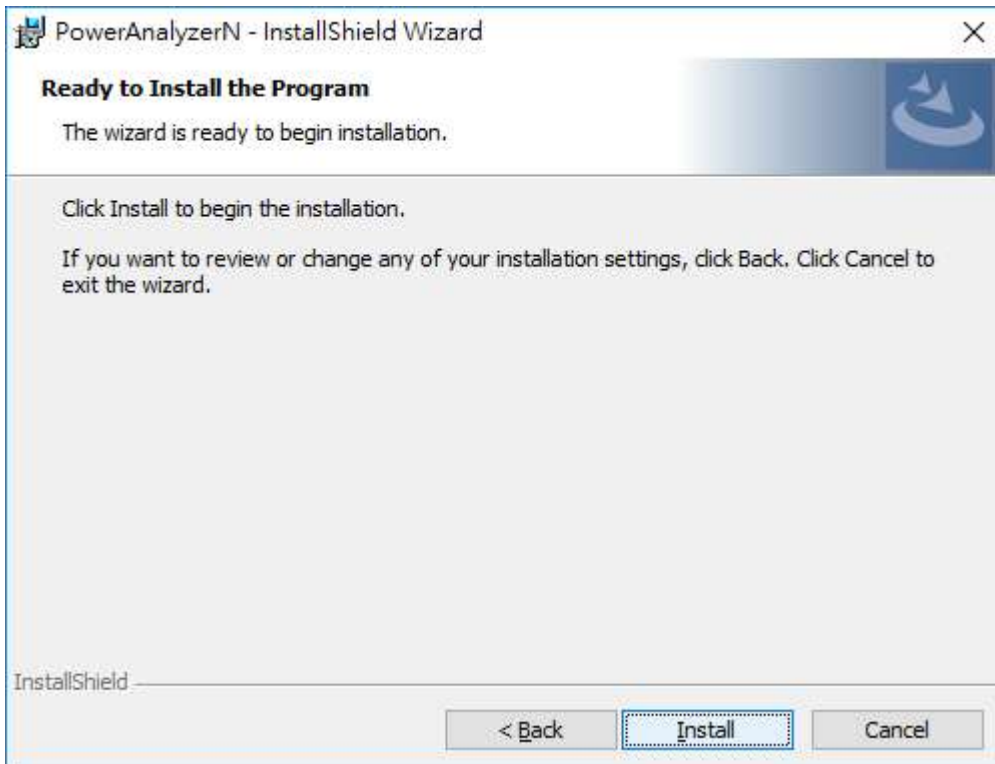 PowerAnalyzerN - InstallShield Wizard
Ready to Install the Program
The wizard is ready to begin installation.
Click Install to begin the installation.
If you want to review or change any of your installation settings, click Back. Click Cancel to
exit the wizard.
InstallShield
< Back
Install
Cancel